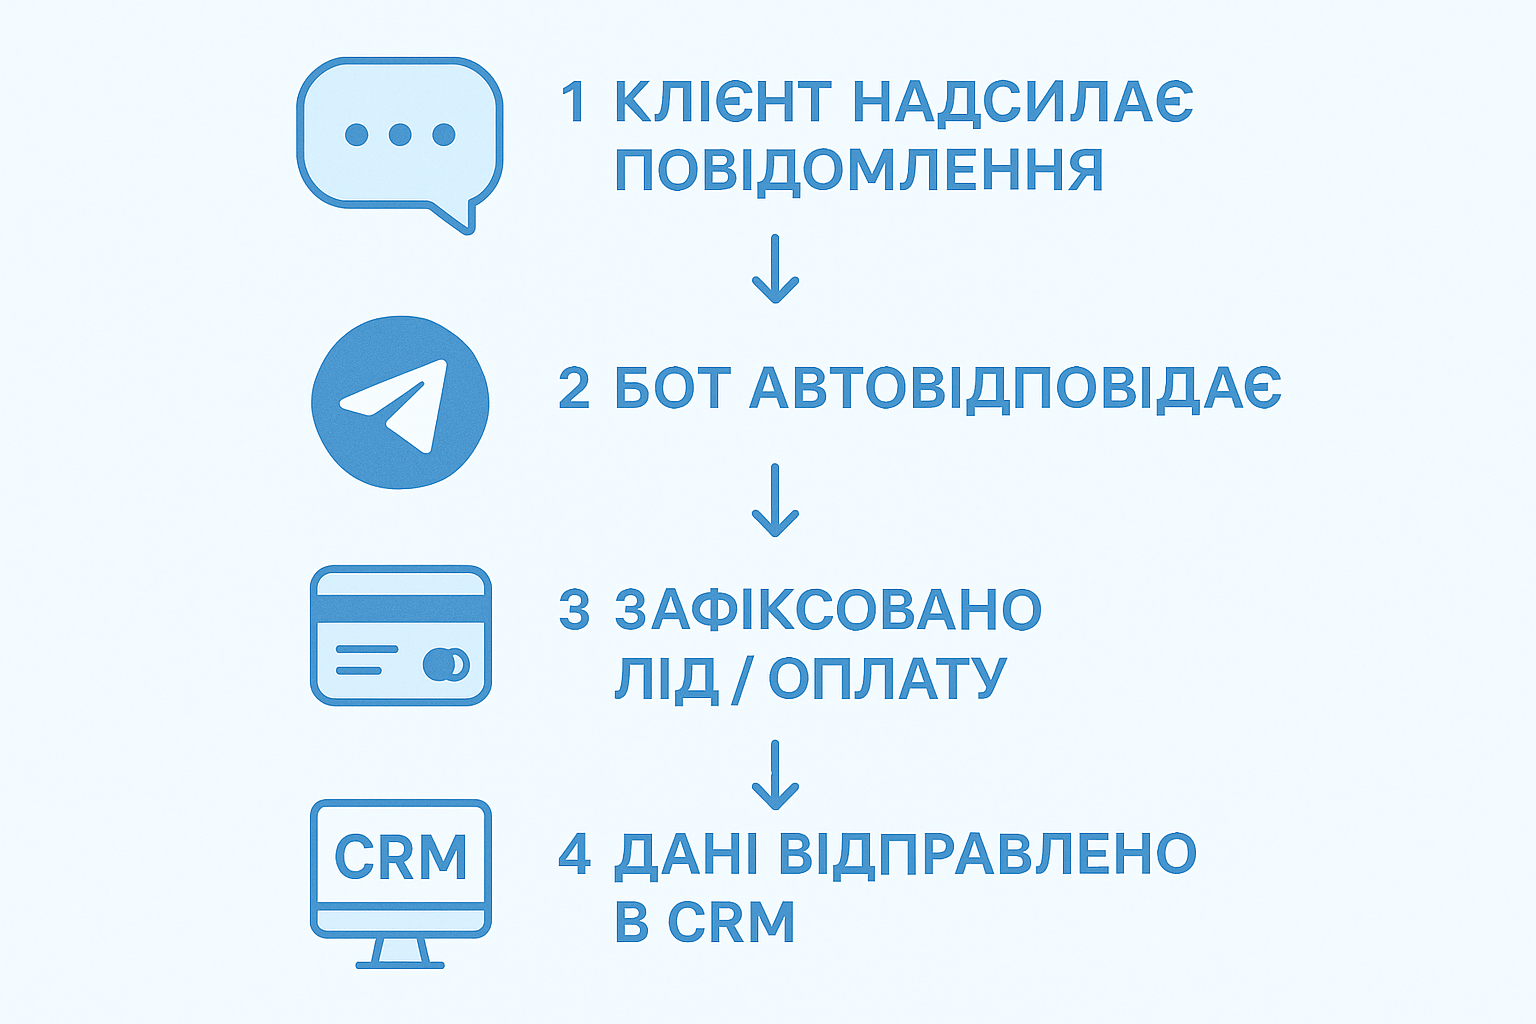 1 КЛІЄНТ НАДСИЛАЄ
ПОВІДОМЛЕННЯ
2 БОТ АВТОВІДПОВІДАЄ
3 ЗАФІКСОВАНО
ЛІД / ОПЛАТУ
CRM
4 ДАНІ ВІДПРАВЛЕНО
В CRM